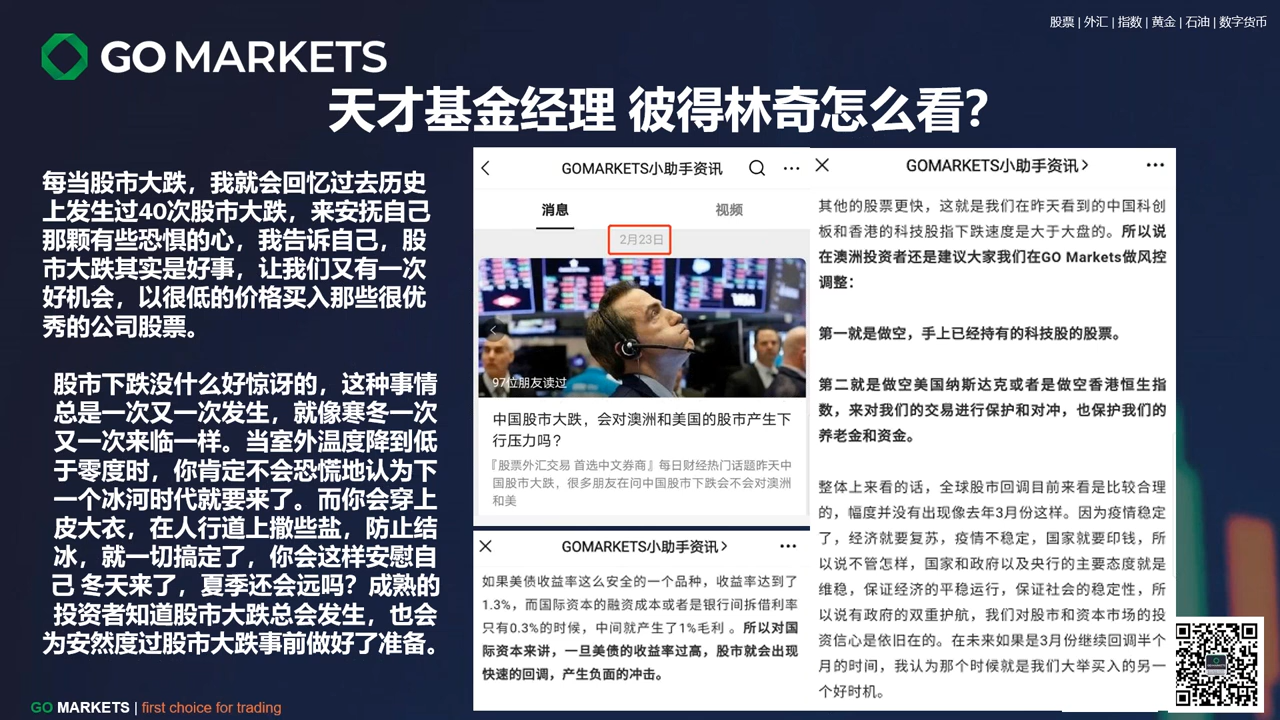 股票 | 外汇 | 指数 | 黄金 | 石油 | 数字货币
GO MARKETS
天才基金经理 彼得林奇怎么看?
每当股市大跌，我就会回忆过去历史
上发生过40次股市大跌，来安抚自己
那颗有些恐惧的心，我告诉自己，股
市大跌其实是好事，让我们又有一次
好机会，以很低的价格买入那些很优
秀的公司股票。
股市下跌没什么好惊讶的，这种事情
总是一次又一次发生，就像寒冬一次
又一次来临一样。当室外温度降到低
于零度时，你肯定不会恐慌地认为下
一个冰河时代就要来了。而你会穿上
皮大衣，在人行道上撒些盐，防止结
冰，就一切搞定了，你会这样安慰自
己 冬天来了，夏季还会远吗？成熟的
投资者知道股市大跌总会发生，也会
为安然度过股市大跌事前做好了准备。
GOMARKETS小助手资讯
消息 视频
2月23日
97位朋友读过
中国股市大跌，会对澳洲和美国的股市产生下
行压力吗？
『股票外汇交易 首选中文券商』每日财经热门话题昨天中
国股市大跌，很多朋友在问中国股市下跌会不会对澳洲
和美
GOMARKETS小助手资讯
如果美债收益率这么安全的一个品种，收益率达到了
1.3%，而国际资本的融资成本或者是银行间拆借利率
只有0.3%的时候，中间就产生了1%毛利 。所以对国
际资本来讲，一旦美债的收益率过高，股市就会出现
快速的回调，产生负面的冲击。
GOMARKETS小助手资讯
其他的股票更快，这就是我们在昨天看到的中国科创
板和香港的科技股指下跌速度是大于大盘的。所以说
在澳洲投资者还是建议大家我们在GO Markets做风控
调整：
第一就是做空，手上已经持有的科技股的股票。
第二就是做空美国纳斯达克或者是做空香港恒生指
数，来对我们的交易进行保护和对冲，也保护我们的
养老金和资金。
整体上来看的话，全球股市回调目前来看是比较合理
的，幅度并没有出现像去年3月份这样。因为疫情稳定
了，经济就要复苏，疫情不稳定，国家就要印钱，所
以说不管怎样，国家和政府以及央行的主要态度就是
维稳，保证经济的平稳运行，保证社会的稳定性，所
以说有政府的双重护航，我们对股市和资本市场的投
资信心是依旧在的。在未来如果是3月份继续回调半个
月的时间，我认为那个时候就是我们大举买入的另一
个好时机。
GO MARKETS | first choice for trading